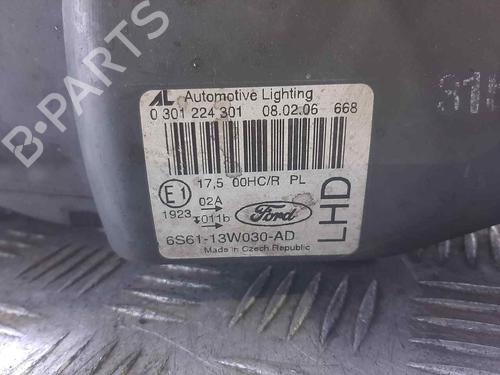 AL Automotive Lighting
0 301 224 301 08.02.06 668
E1 17,5 00HC/R PL
02A
1923 011b
Ford
LHD
6S61-13W030-AD
Made in Czech Republic
B-PARTS